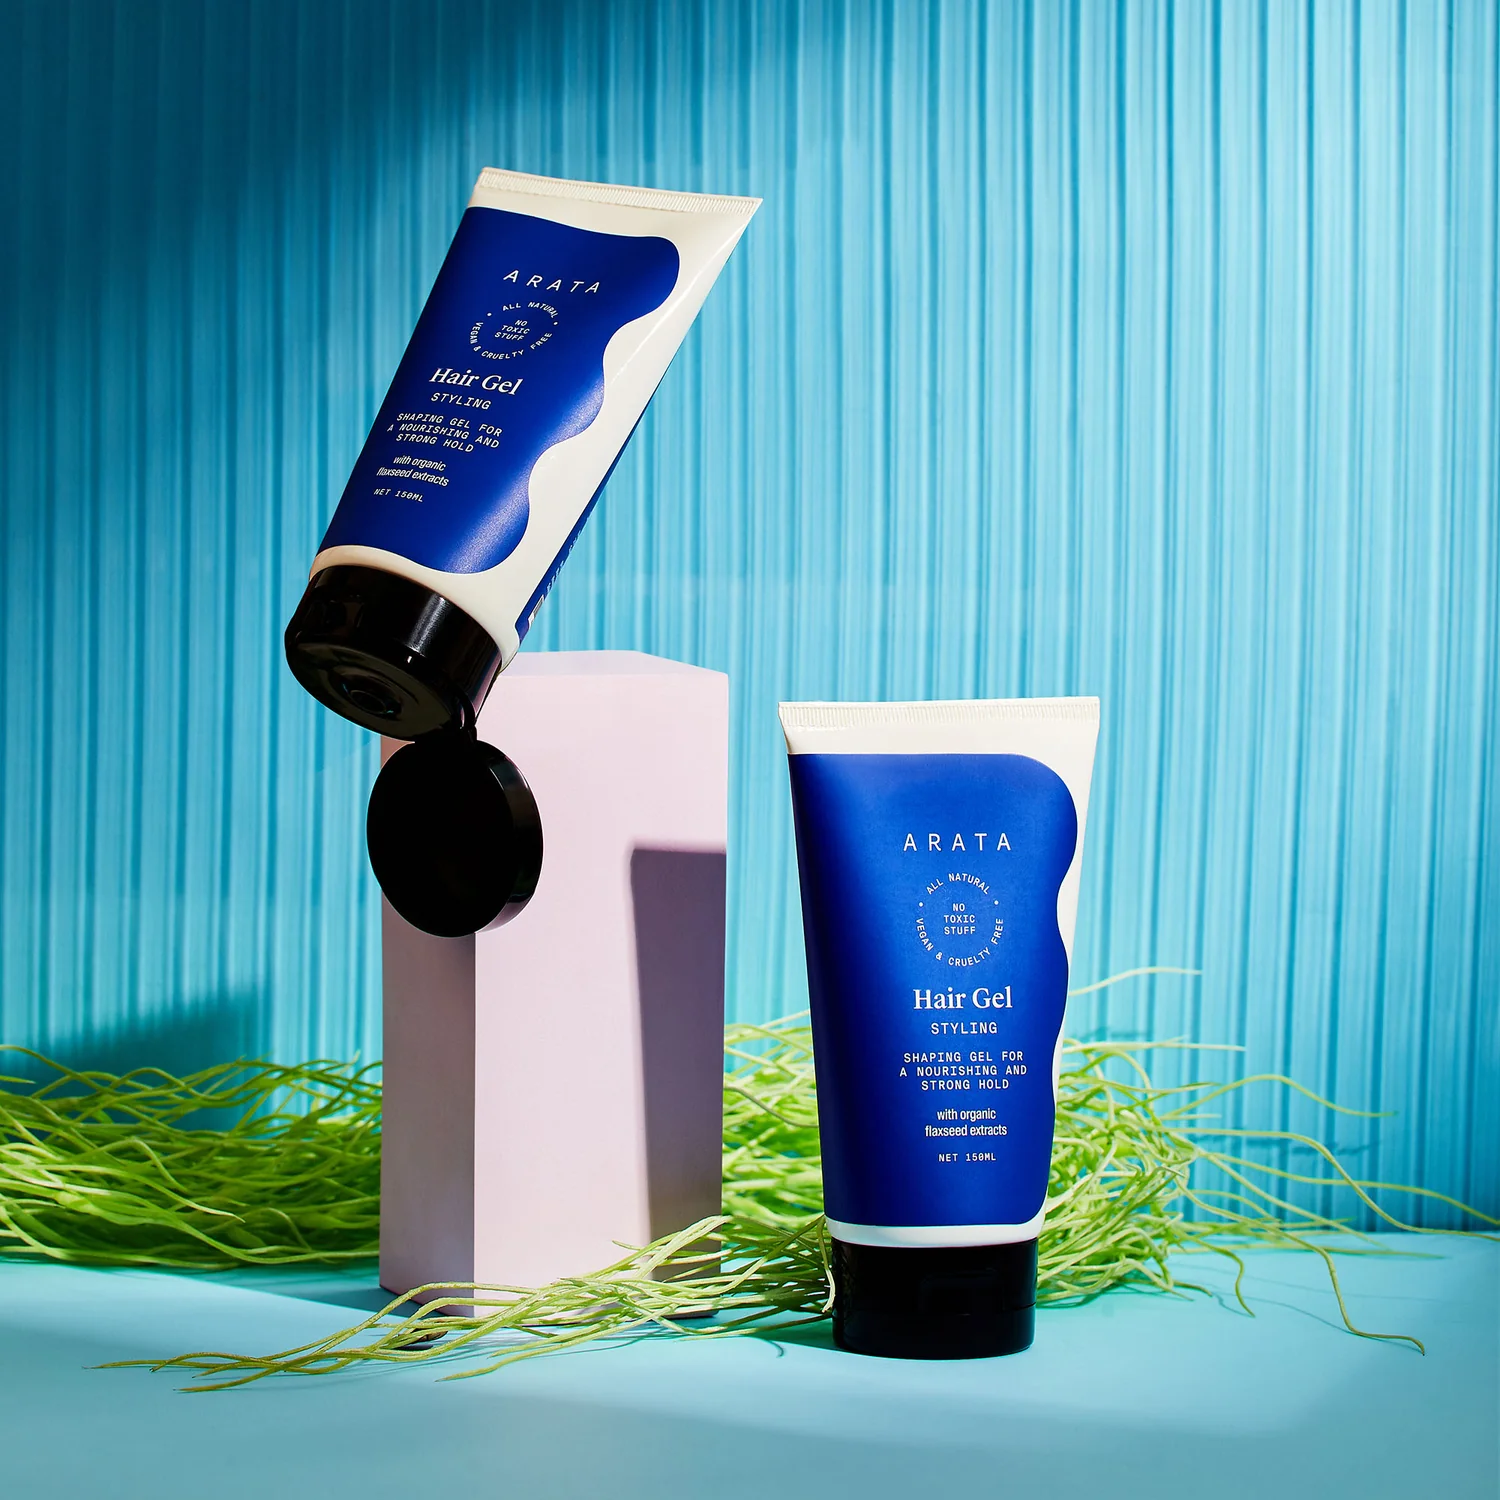 ARATA
ALL NATURAL
VEGAN & CRUELTY FREE
NO
TOXIC
STUFF
Hair Gel
STYLING
SHAPING GEL FOR
A NOURISHING AND
STRONG HOLD
with organic
flaxseed extracts
NET 150ML
ARATA
ALL NATURAL
VEGAN & CRUELTY FREE
NO
TOXIC
STUFF
Hair Gel
STYLING
SHAPING GEL FOR
A NOURISHING AND
STRONG HOLD
with organic
flaxseed extracts
NET 150ML